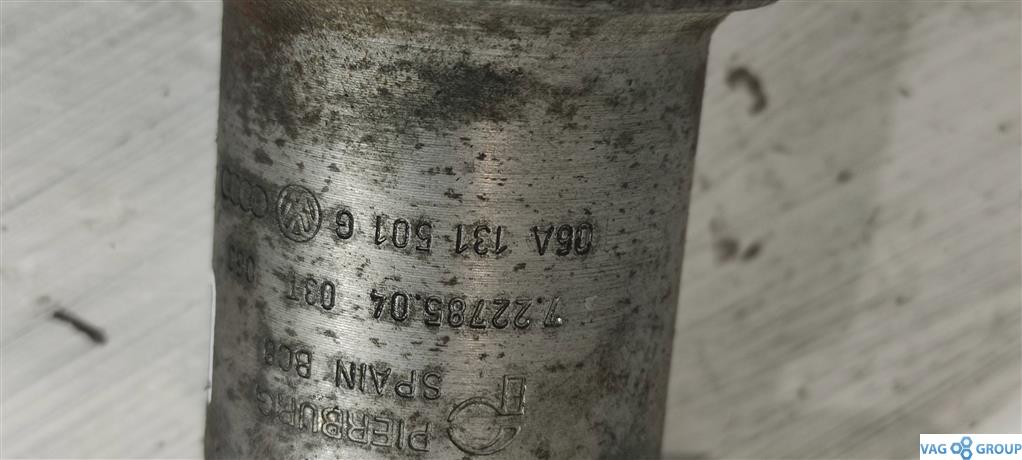 PIERBURG
SPAIN BC8
7.22785.04 03T
06A 131 501 G
VAG GROUP